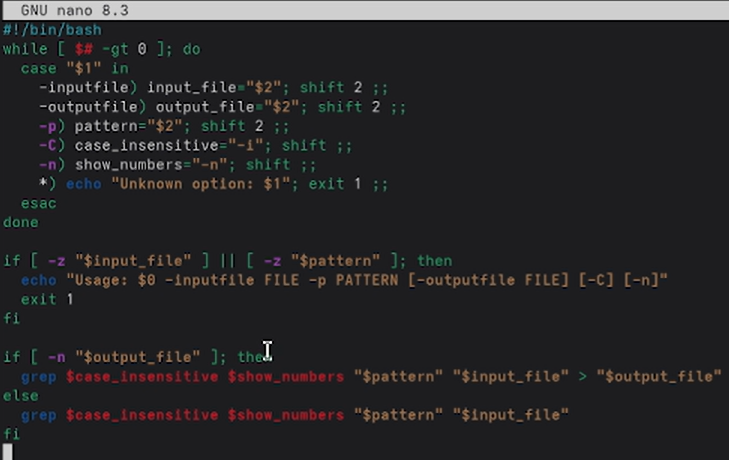 GNU nano 8.3
#!/bin/bash
while [ $# -gt 0 ]; do
  case "$1" in
    -inputfile) input_file="$2"; shift 2 ;;
    -outputfile) output_file="$2"; shift 2 ;;
    -p) pattern="$2"; shift 2 ;;
    -C) case_insensitive="-i"; shift ;;
    -n) show_numbers="-n"; shift ;;
    *) echo "Unknown option: $1"; exit 1 ;;
  esac
done

if [ -z "$input_file" ] || [ -z "$pattern" ]; then
  echo "Usage: $0 -inputfile FILE -p PATTERN [-outputfile FILE] [-C] [-n]"
  exit 1
fi

if [ -n "$output_file" ]; then
  grep $case_insensitive $show_numbers "$pattern" "$input_file" > "$output_file"
else
  grep $case_insensitive $show_numbers "$pattern" "$input_file"
fi